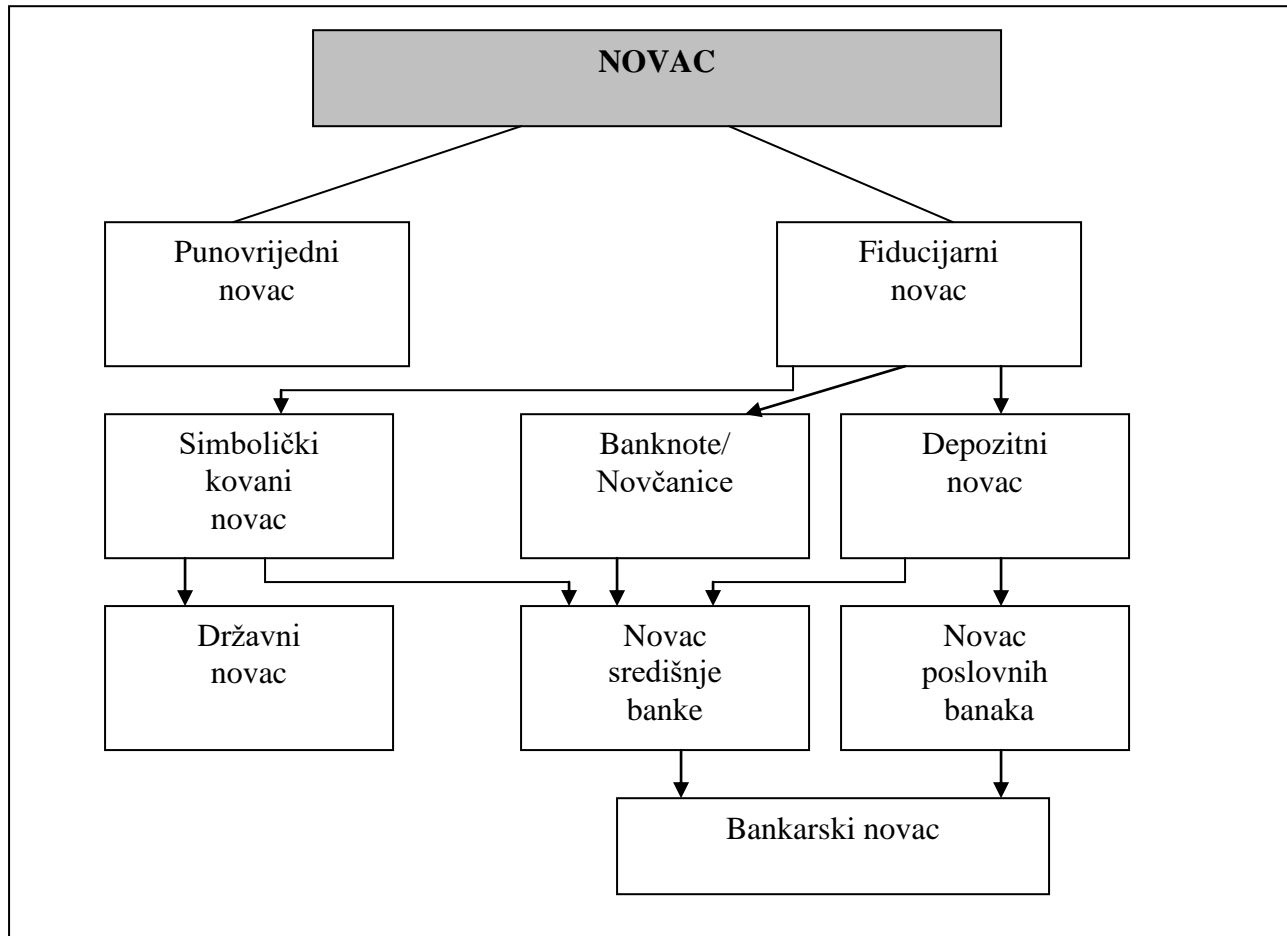 NOVAC
Punovrijedni
novac
Fiducijarni
novac
Simbolički
kovani
novac
Banknote/
Novčanice
Depozitni
novac
Državni
novac
Novac
središnje
banke
Novac
poslovnih
banaka
Bankarski novac